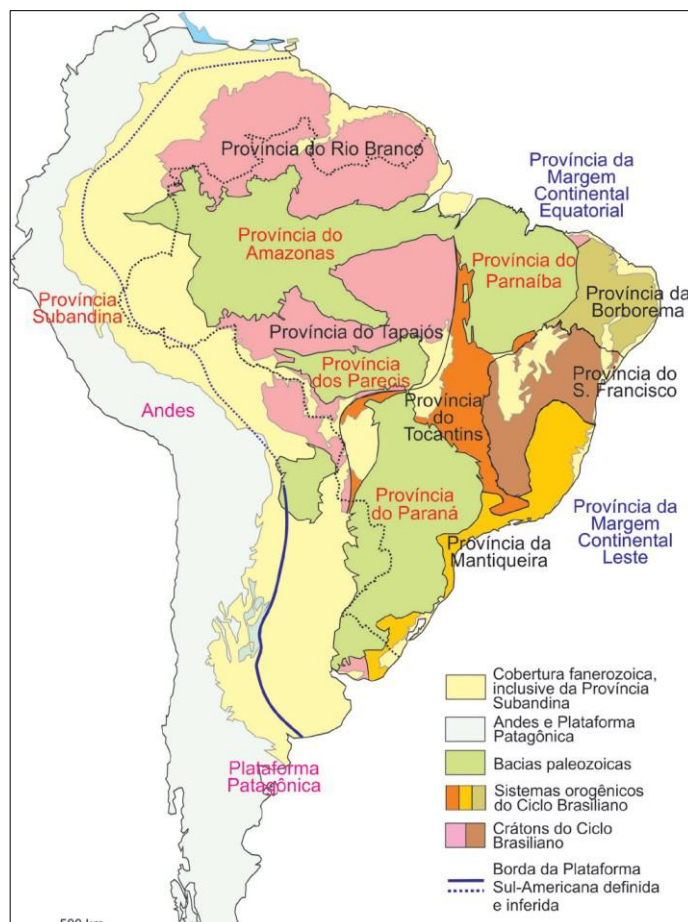 Província do Rio Branco
Província da
Margem
Continental
Equatorial
Província do
Amazonas
Província do
Parnaíba
Província da
Borborema
Província
Subandina
Província do Tapajós
Província
dos Parecis
Província do
S. Francisco
Andes
Província
do
Tocantins
Província
do Paraná
Província da
Margem
Continental
Leste
Província da
Mantiqueira
Plataforma
Patagônica
Cobertura fanerozoica,
inclusive da Província
Subandina
Andes e Plataforma
Patagônica
Bacias paleozoicas
Sistemas orogênicos
do Ciclo Brasiliano
Crátons do Ciclo
Brasiliano
Borda da Plataforma
Sul-Americana definida
e inferida